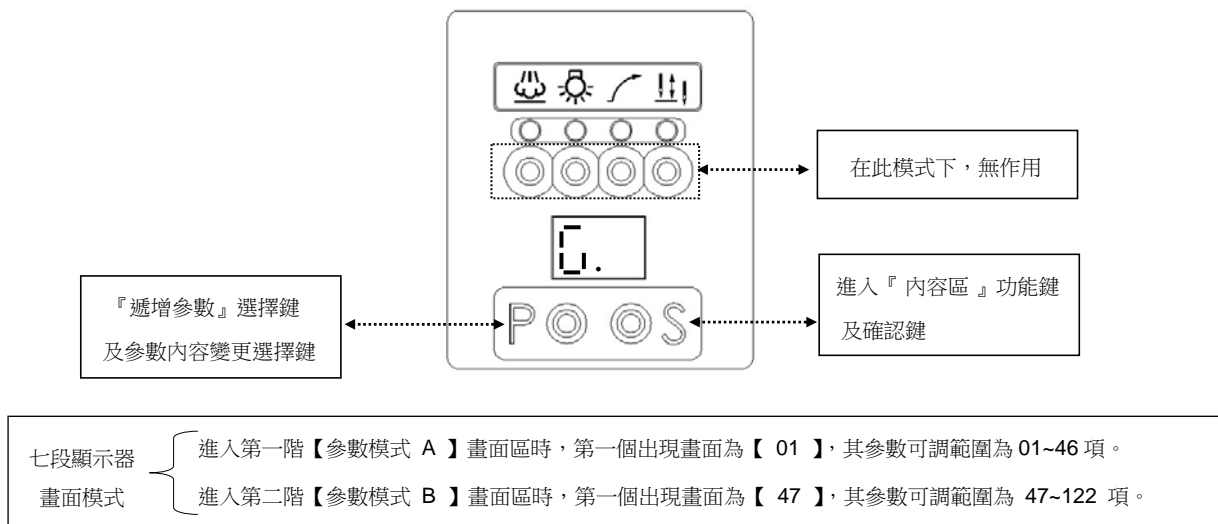 在此模式下，無作用
G.
P S
『遞增參數』選擇鍵
及參數內容變更選擇鍵
進入『 內容區 』功能鍵
及確認鍵
七段顯示器
畫面模式
進入第一階【參數模式 A 】畫面區時，第一個出現畫面為【 01 】，其參數可調範圍為 01~46 項。
進入第二階【參數模式 B 】畫面區時，第一個出現畫面為【 47 】，其參數可調範圍為 47~122 項。